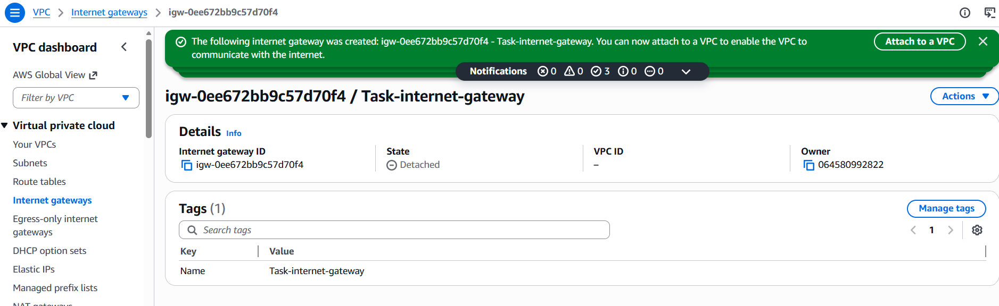 VPC > Internet gateways > igw-0ee672bb9c57d70f4
VPC dashboard
AWS Global View
Filter by VPC
Virtual private cloud
Your VPCs
Subnets
Route tables
Internet gateways
Egress-only internet
gateways
DHCP option sets
Elastic IPs
Managed prefix lists
NAT gateways
The following internet gateway was created: igw-0ee672bb9c57d70f4 - Task-internet-gateway. You can now attach to a VPC to enable the VPC to
communicate with the internet.
Attach to a VPC
Notifications 0 0 3 0 0
igw-0ee672bb9c57d70f4 / Task-internet-gateway
Actions
Details Info
Internet gateway ID
igw-0ee672bb9c57d70f4
State
Detached
VPC ID
–
Owner
064580992822
Tags (1)
Manage tags
Search tags
1
Key Value
Name Task-internet-gateway